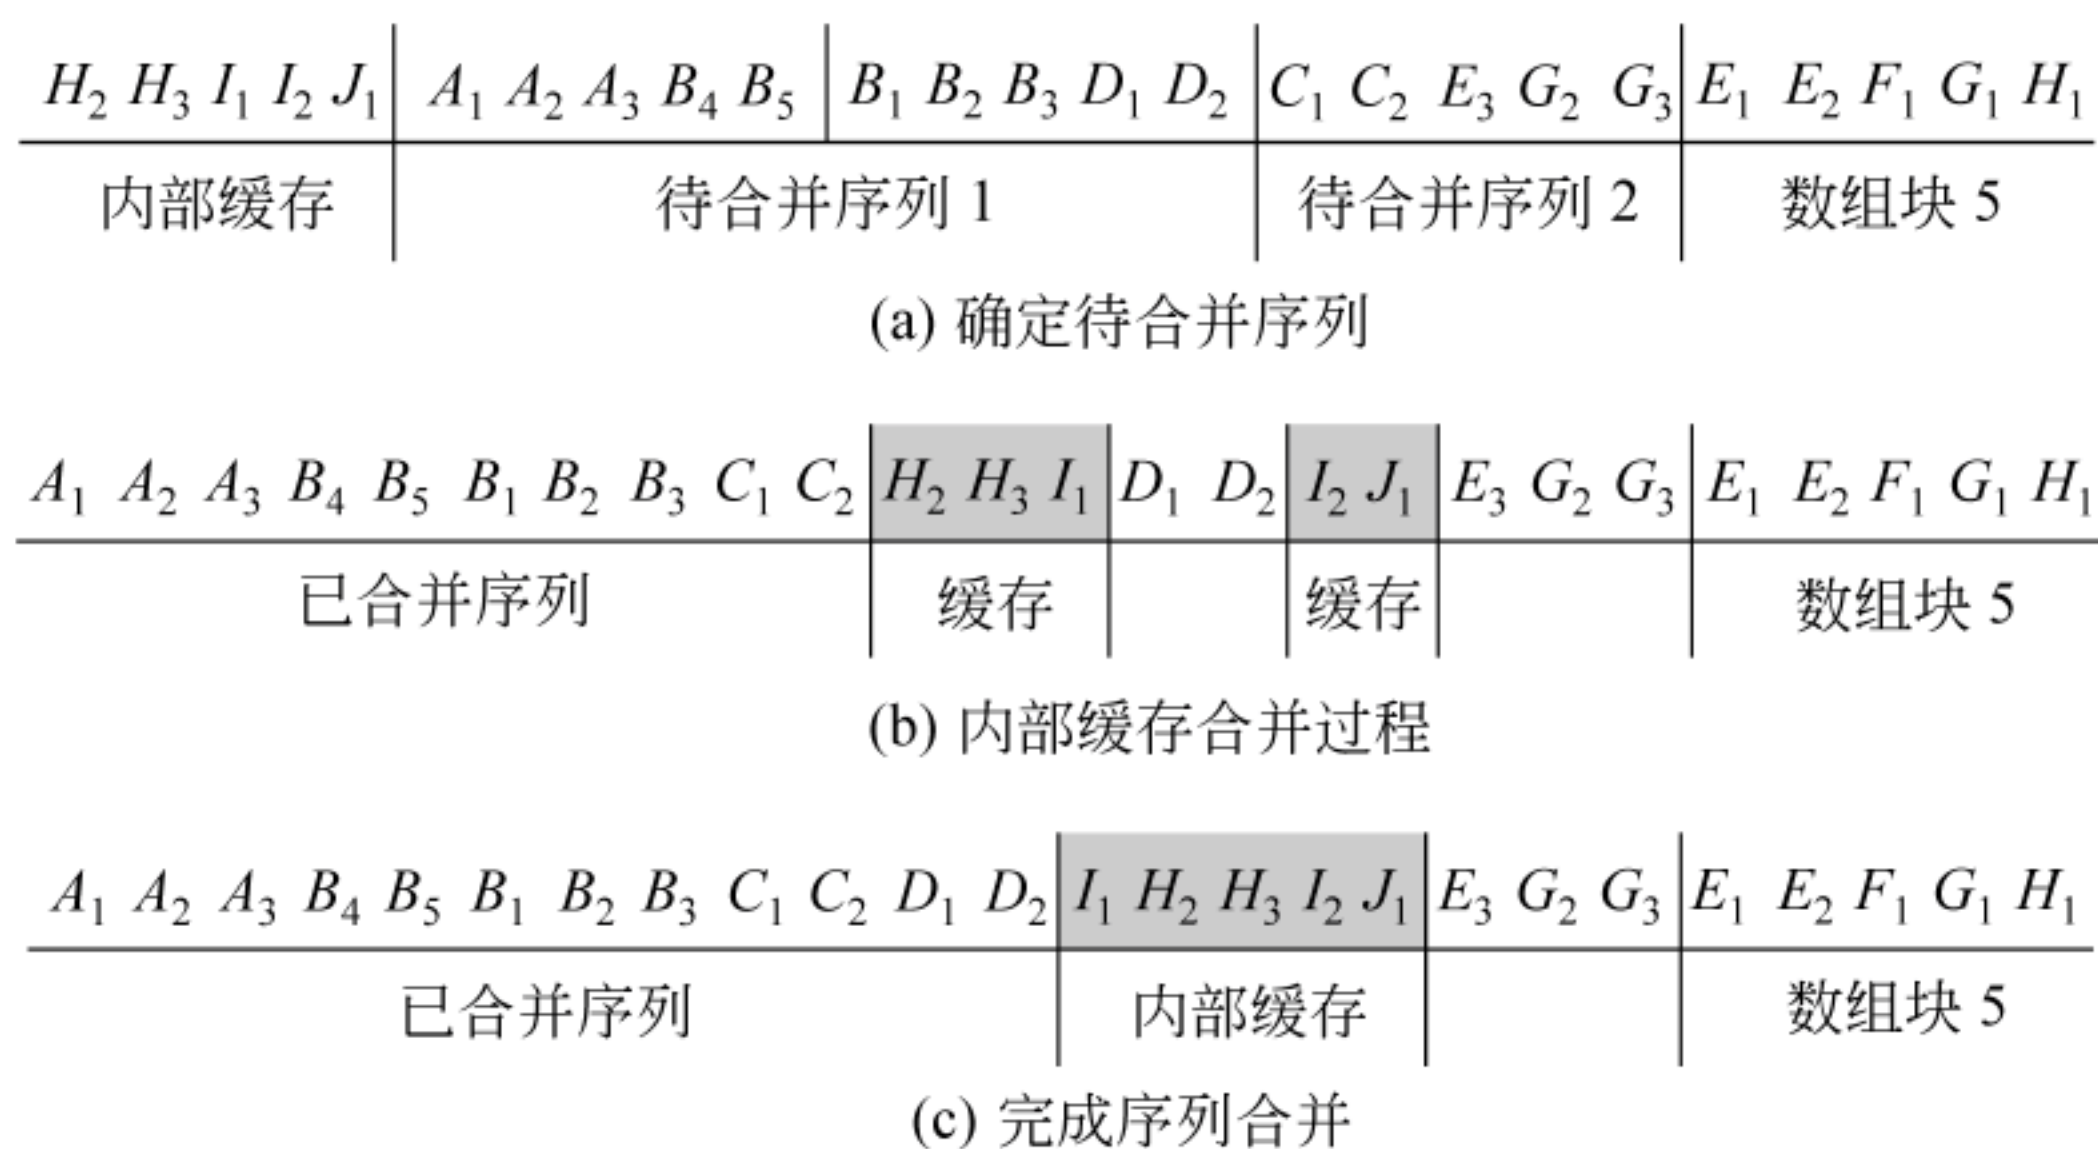 H₂ H₃ I₁ I₂ J₁ A₁ A₂ A₃ B₄ B₅ B₁ B₂ B₃ D₁ D₂ C₁ C₂ E₃ G₂ G₃ E₁ E₂ F₁ G₁ H₁
内部缓存 待合并序列 1 待合并序列 2 数组块 5
(a) 确定待合并序列
A₁ A₂ A₃ B₄ B₅ B₁ B₂ B₃ C₁ C₂ H₂ H₃ I₁ D₁ D₂ I₂ J₁ E₃ G₂ G₃ E₁ E₂ F₁ G₁ H₁
已合并序列 缓存 缓存 数组块 5
(b) 内部缓存合并过程
A₁ A₂ A₃ B₄ B₅ B₁ B₂ B₃ C₁ C₂ D₁ D₂ I₁ H₂ H₃ I₂ J₁ E₃ G₂ G₃ E₁ E₂ F₁ G₁ H₁
已合并序列 内部缓存 数组块 5
(c) 完成序列合并